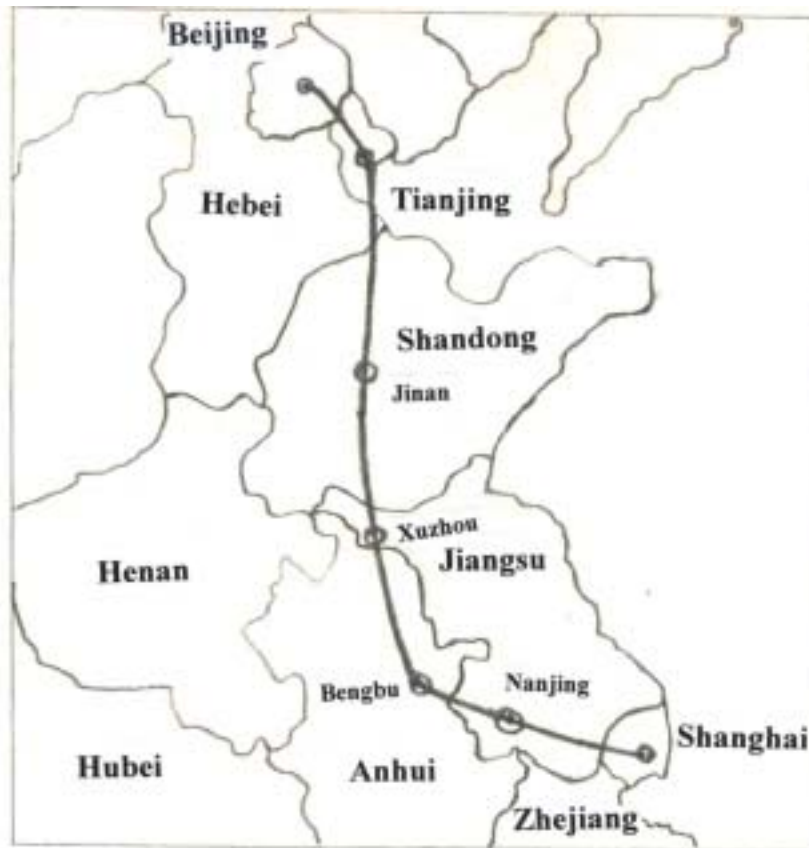 Beijing
Hebei
Tianjing
Shandong
Jinan
Xuzhou
Henan
Jiangsu
Bengbu
Nanjing
Shanghai
Hubei
Anhui
Zhejiang